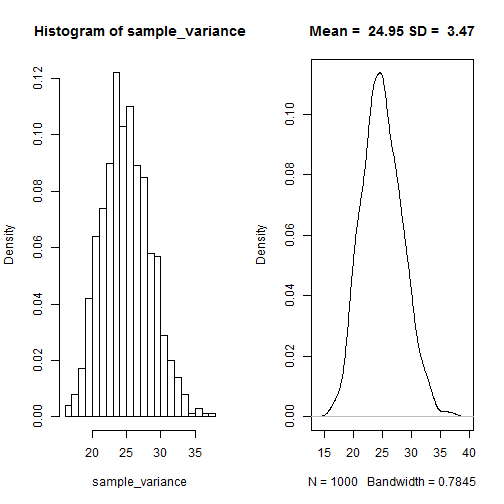 Histogram of sample_variance
Density
0.00 0.02 0.04 0.06 0.08 0.10 0.12
20 25 30 35
sample_variance
Mean = 24.95 SD = 3.47
Density
0.00 0.02 0.04 0.06 0.08 0.10
15 20 25 30 35 40
N = 1000 Bandwidth = 0.7845